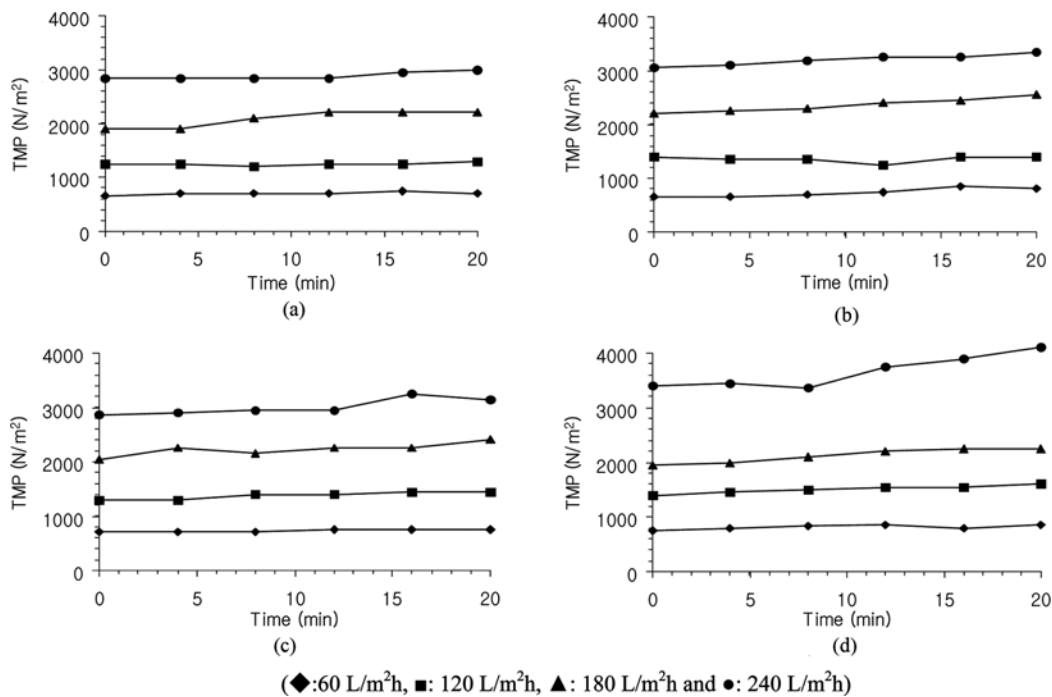 4000
3000
2000
1000
0
TMP (N/m²)
0 5 10 15 20
Time (min)
(a)
4000
3000
2000
1000
0
TMP (N/m²)
0 5 10 15 20
Time (min)
(b)
4000
3000
2000
1000
0
TMP (N/m²)
0 5 10 15 20
Time (min)
(c)
4000
3000
2000
1000
0
TMP (N/m²)
0 5 10 15 20
Time (min)
(d)
(◆:60 L/m²h, ■: 120 L/m²h, ▲: 180 L/m²h and ●: 240 L/m²h)